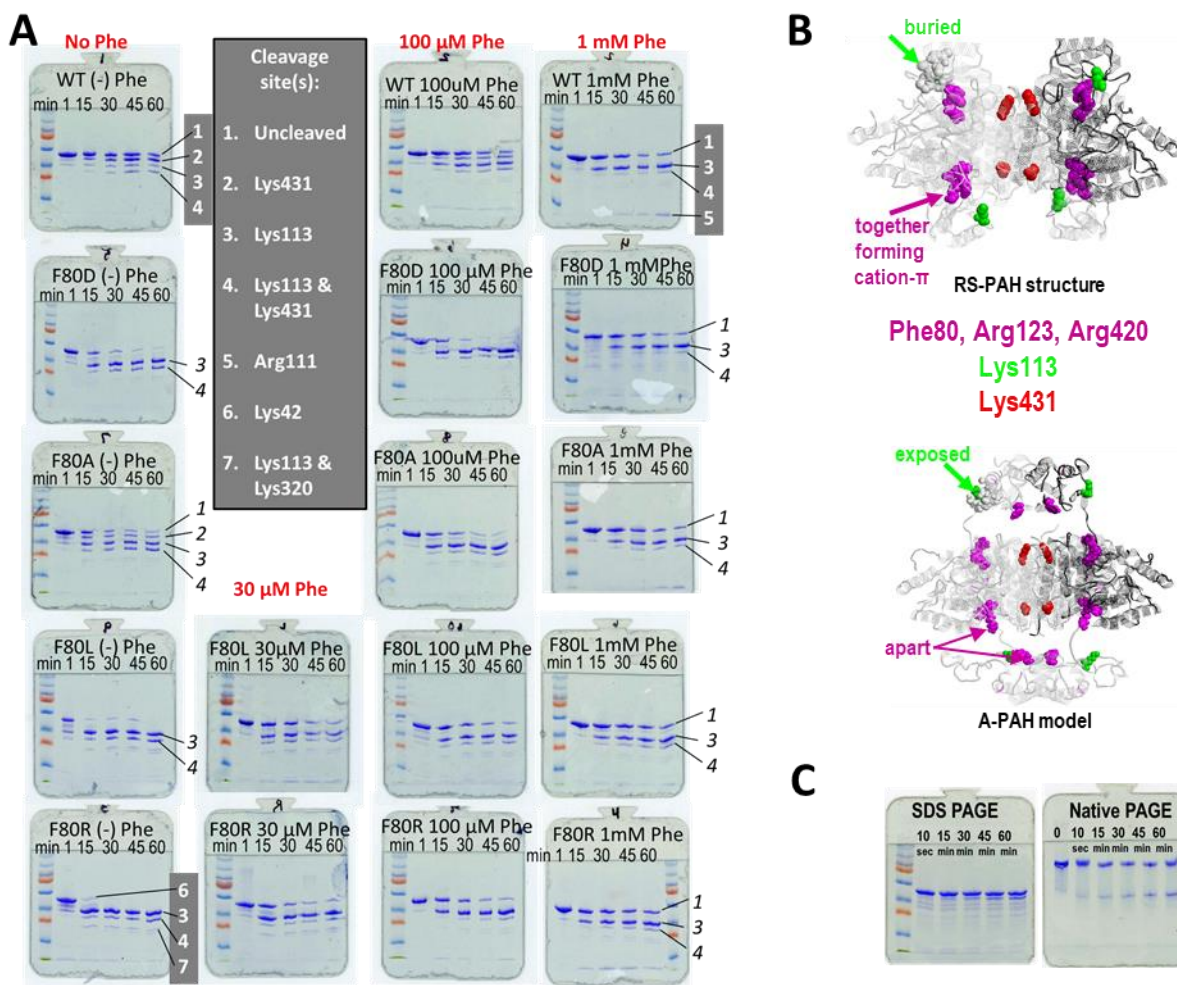 A
No Phe
WT (-) Phe
min 1 15 30 45 60
1
2
3
4
Cleavage
site(s):
1. Uncleaved
2. Lys431
3. Lys113
4. Lys113 &
Lys431
5. Arg111
6. Lys42
7. Lys113 &
Lys320
100 µM Phe
WT 100uM Phe
min 1 15 30 45 60
1 mM Phe
WT 1mM Phe
min 1 15 30 45 60
1
3
4
5
F80D (-) Phe
min 1 15 30 45 60
3
4
F80D 100 µM Phe
min 1 15 30 45 60
F80D 1 mMPhe
min 1 15 30 45 60
1
3
4
F80A (-) Phe
min 1 15 30 45 60
1
2
3
4
F80A 100uM Phe
min 1 15 30 45 60
F80A 1mM Phe
min 1 15 30 45 60
1
3
4
30 µM Phe
F80L (-) Phe
min 1 15 30 45 60
3
4
F80L 30µM Phe
min 1 15 30 45 60
F80L 100 µM Phe
min 1 15 30 45 60
F80L 1mM Phe
min 1 15 30 45 60
1
3
4
F80R (-) Phe
min 1 15 30 45 60
6
3
4
7
F80R 30 µM Phe
min 1 15 30 45 60
F80R 100 µM Phe
min 1 15 30 45 60
F80R 1mM Phe
min 1 15 30 45 60
1
3
4
B
buried
together
forming
cation-π
RS-PAH structure
Phe80, Arg123, Arg420
Lys113
Lys431
exposed
apart
A-PAH model
C
SDS PAGE
10 15 30 45 60
sec min min min min
Native PAGE
0 10 15 30 45 60
sec min min min min